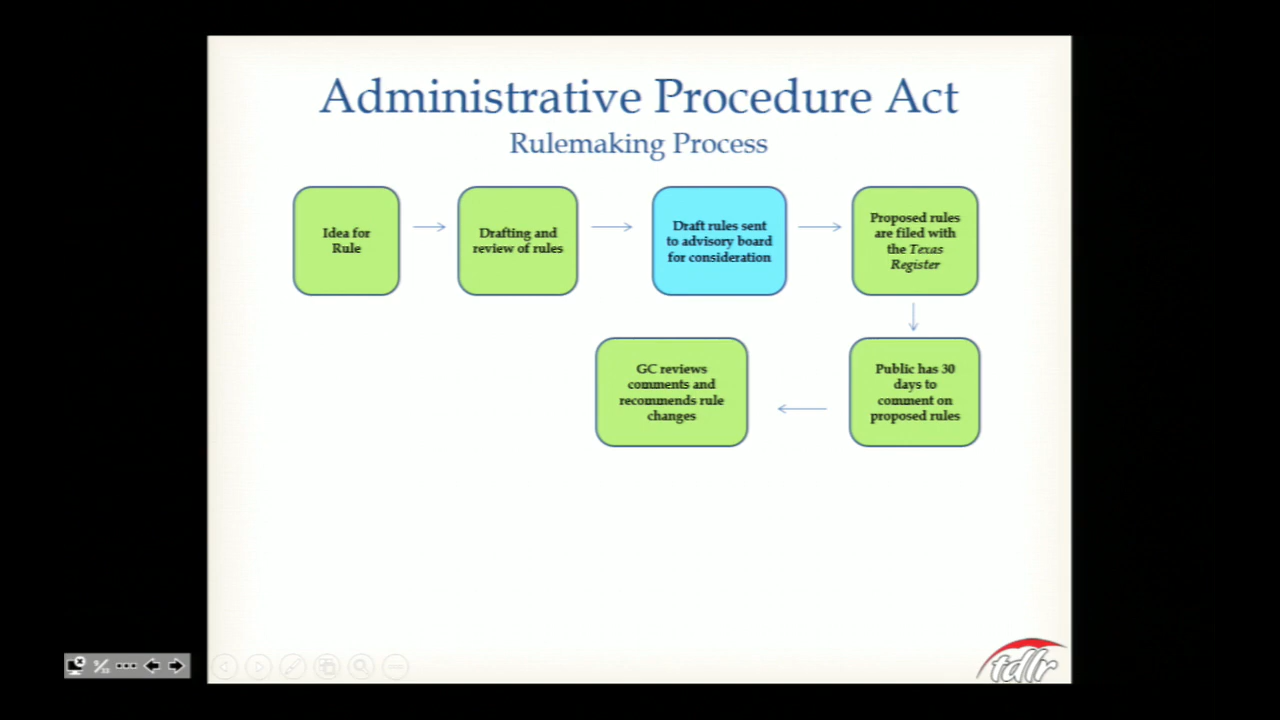 Administrative Procedure Act
Rulemaking Process
Idea for
Rule
Drafting and
review of rules
Draft rules sent
to advisory board
for consideration
Proposed rules
are filed with
the Texas
Register
Public has 30
days to
comment on
proposed rules
GC reviews
comments and
recommends rule
changes
tdlr